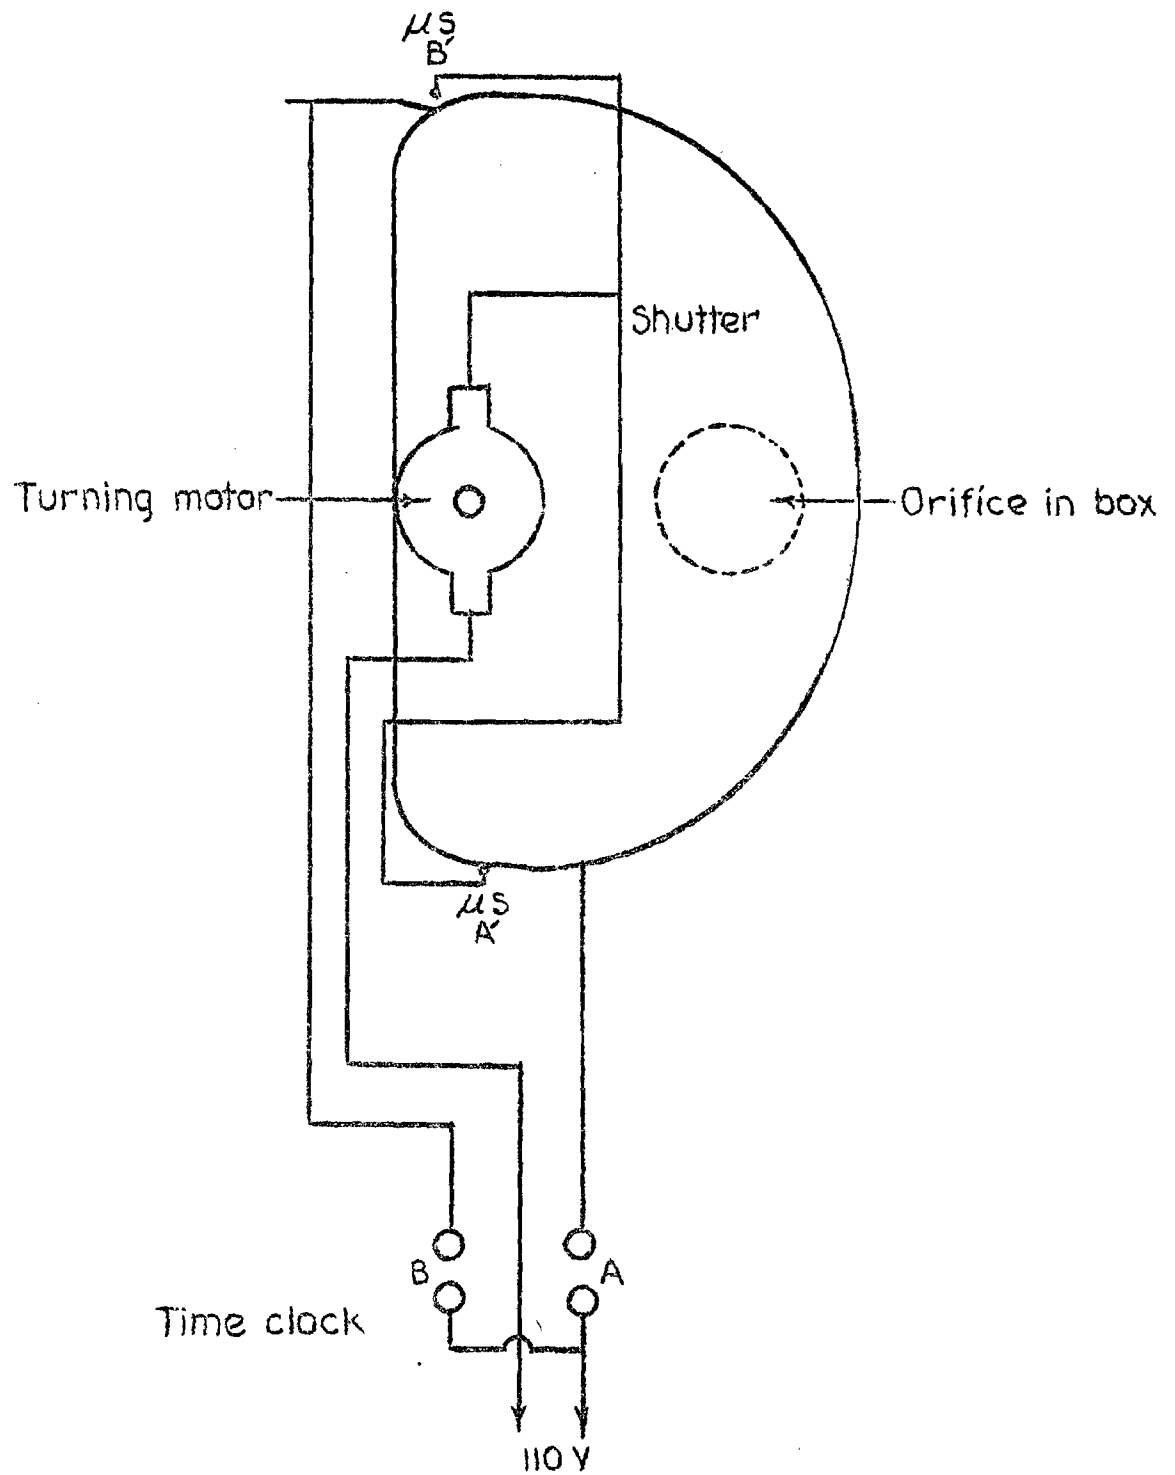 μS
B′
Shutter
Turning motor
Orifice in box
μS
A′
B
A
Time clock
110 V